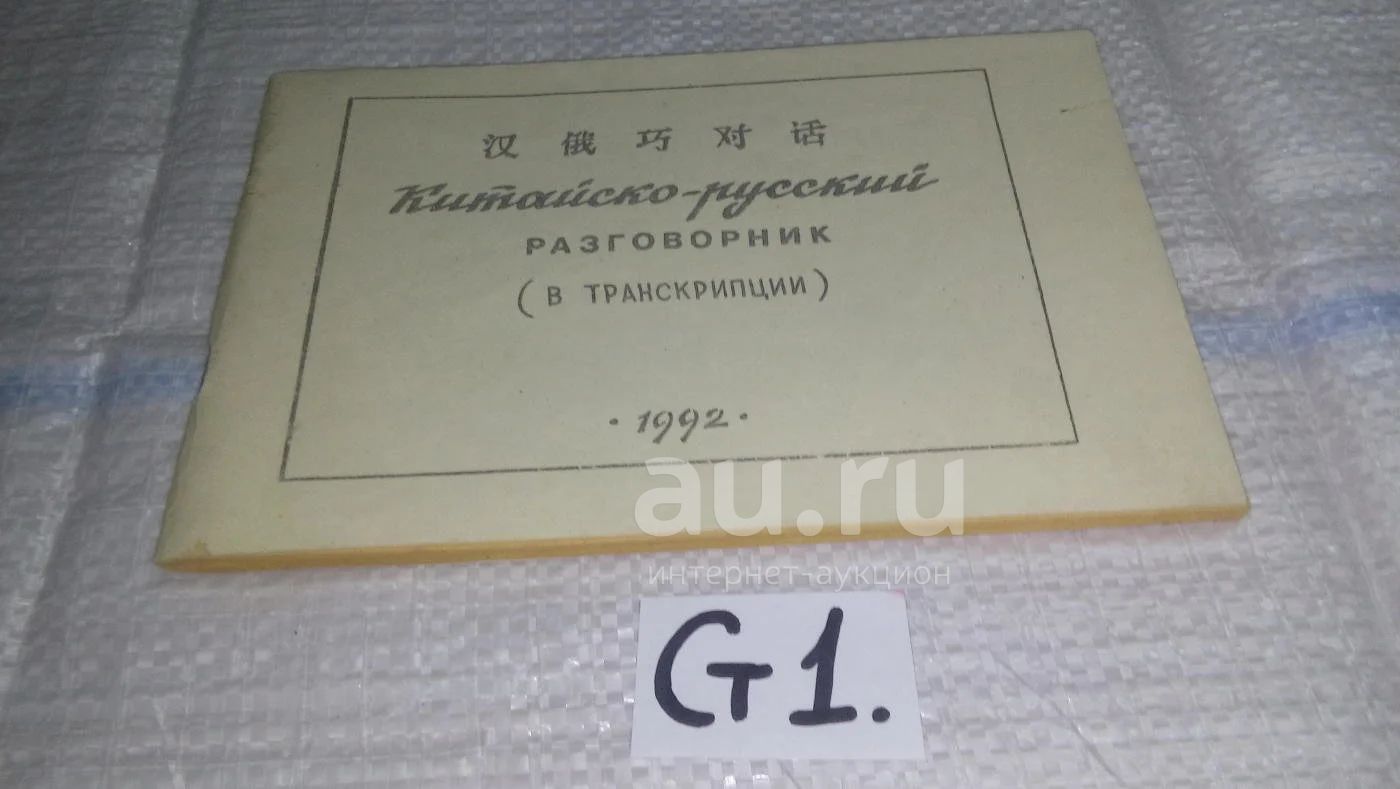 汉俄巧对话
Китайско-русский
РАЗГОВОРНИК
(В ТРАНСКРИПЦИИ)
·1992·
au.ru
интернет-аукцион
G1.